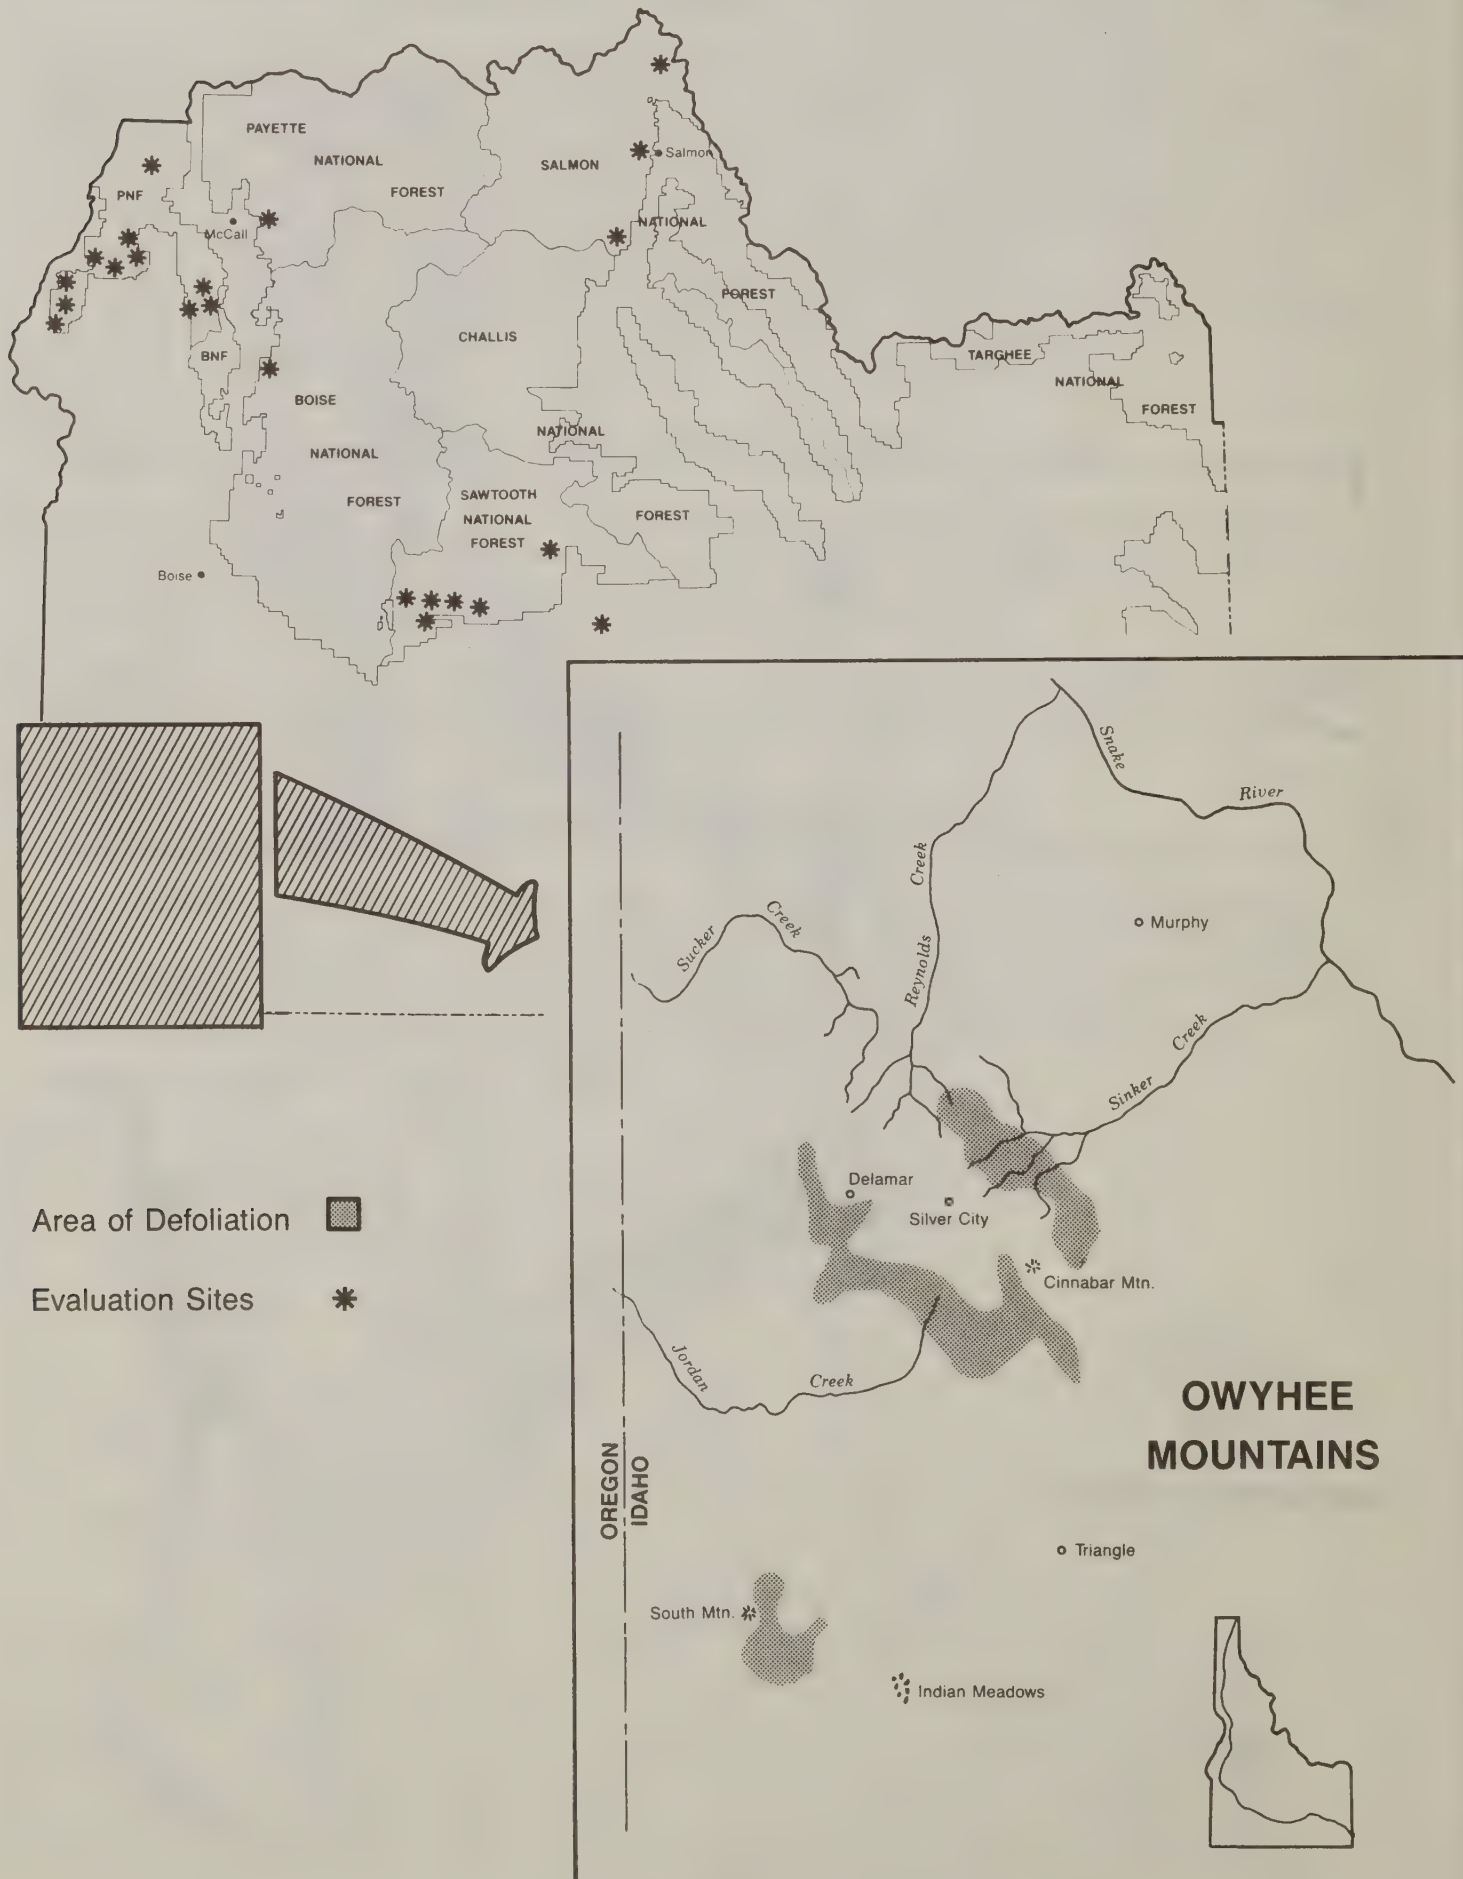 PAYETTE
NATIONAL
FOREST
SALMON
Salmon
PNF
NATIONAL
McCall
FOREST
CHALLIS
BNF
TARGHEE
NATIONAL
FOREST
BOISE
NATIONAL
NATIONAL
FOREST
SAWTOOTH
NATIONAL
FOREST
FOREST
Boise
Snake
River
Creek
Reynolds
Sucker
Creek
Murphy
Sinker
Creek
Delamar
Silver City
Cinnabar Mtn.
Area of Defoliation
Evaluation Sites
Jordan
Creek
OWYHEE
MOUNTAINS
OREGON
IDAHO
Triangle
South Mtn.
Indian Meadows